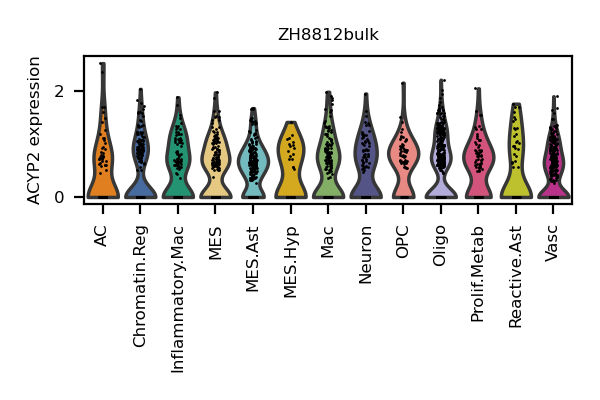 ZH8812bulk
ACYP2 expression
2
0
AC
Chromatin.Reg
Inflammatory.Mac
MES
MES.Ast
MES.Hyp
Mac
Neuron
OPC
Oligo
Prolif.Metab
Reactive.Ast
Vasc